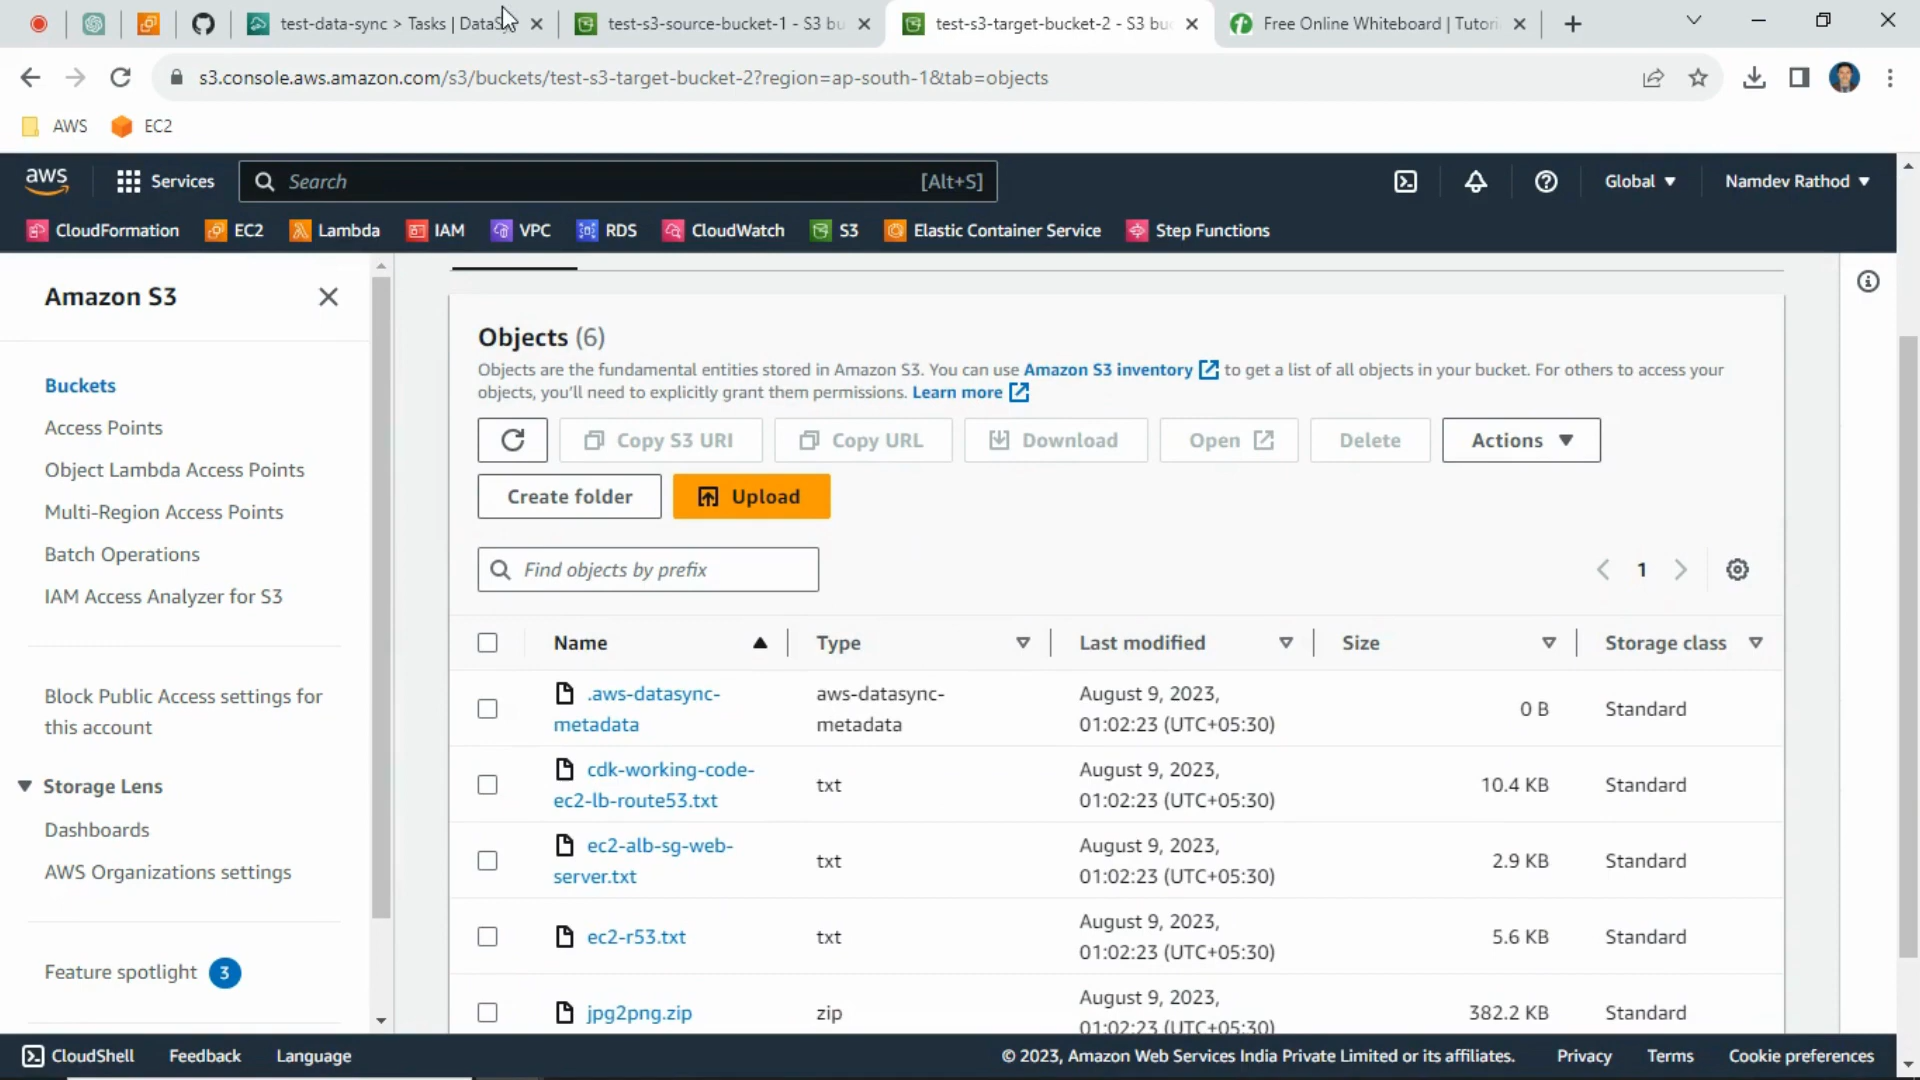 test-data-sync > Tasks | DataS
test-s3-source-bucket-1 - S3 bu
test-s3-target-bucket-2 - S3 bu
Free Online Whiteboard | Tutori
s3.console.aws.amazon.com/s3/buckets/test-s3-target-bucket-2?region=ap-south-1&tab=objects
AWS
EC2
aws
Services
Search
[Alt+S]
Global
Namdev Rathod
CloudFormation
EC2
Lambda
IAM
VPC
RDS
CloudWatch
S3
Elastic Container Service
Step Functions
Amazon S3
Buckets
Access Points
Object Lambda Access Points
Multi-Region Access Points
Batch Operations
IAM Access Analyzer for S3
Block Public Access settings for
this account
Storage Lens
Dashboards
AWS Organizations settings
Feature spotlight 3
Objects (6)
Objects are the fundamental entities stored in Amazon S3. You can use Amazon S3 inventory to get a list of all objects in your bucket. For others to access your
objects, you'll need to explicitly grant them permissions. Learn more
Copy S3 URI
Copy URL
Download
Open
Delete
Actions
Create folder
Upload
Find objects by prefix
1
Name
Type
Last modified
Size
Storage class
.aws-datasync-
metadata
aws-datasync-
metadata
August 9, 2023,
01:02:23 (UTC+05:30)
0 B
Standard
cdk-working-code-
ec2-lb-route53.txt
txt
August 9, 2023,
01:02:23 (UTC+05:30)
10.4 KB
Standard
ec2-alb-sg-web-
server.txt
txt
August 9, 2023,
01:02:23 (UTC+05:30)
2.9 KB
Standard
ec2-r53.txt
txt
August 9, 2023,
01:02:23 (UTC+05:30)
5.6 KB
Standard
jpg2png.zip
zip
August 9, 2023,
01:02:23 (UTC+05:30)
382.2 KB
Standard
CloudShell
Feedback
Language
© 2023, Amazon Web Services India Private Limited or its affiliates.
Privacy
Terms
Cookie preferences